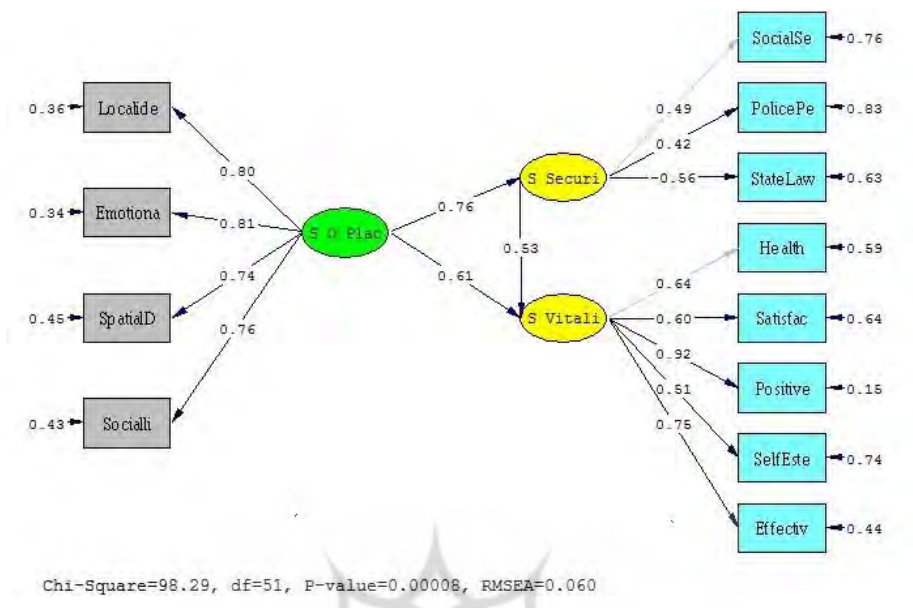 SocialSe
0.76
0.36
Localide
0.49
PolicePe
0.83
0.42
0.80
S Securi
-0.56
StateLaw
0.63
0.34
Emotiona
0.81
0.76
S O Plac
0.53
Health
0.59
0.74
0.61
0.64
0.45
SpatialD
S Vitali
0.60
Satisfac
0.64
0.76
0.92
Positive
0.15
0.51
0.43
Socialli
0.75
SelfEste
0.74
Effectiv
0.44
Chi-Square=98.29, df=51, P-value=0.00008, RMSEA=0.060